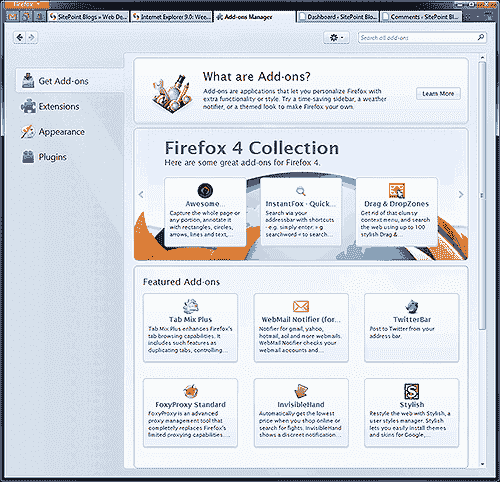 Firefox
SitePoint Blogs » Web De...
Internet Explorer 9.0: Wee...
Add-ons Manager
Dashboard ‹ SitePoint Blo...
Comments ‹ SitePoint Blo...
Search all add-ons
Get Add-ons
Extensions
Appearance
Plugins
What are Add-ons?
Add-ons are applications that let you personalize Firefox with
extra functionality or style. Try a time-saving sidebar, a weather
notifier, or a themed look to make Firefox your own.
Learn More
Firefox 4 Collection
Here are some great add-ons for Firefox 4.
Awesome...
Capture the whole page or
any portion, annotate it
with rectangles, circles,
arrows, lines and text,...
InstantFox - Quick...
Search via your
addressbar with shortcuts
- e.g. simply enter: « g
searchword « to search...
Drag & DropZones
Get rid of that clumsy
context menu, and search
the web using up to 100
stylish Drag &...
Featured Add-ons
Tab Mix Plus
Tab Mix Plus enhances Firefox's
tab browsing capabilities. It
includes such features as
duplicating tabs, controlling...
WebMail Notifier (for...
Notifier for gmail, yahoo,
hotmail, aol and more webmails.
WebMail Notifier checks your
webmail accounts and...
TwitterBar
Post to Twitter from your
address bar.
FoxyProxy Standard
FoxyProxy is an advanced
proxy management tool that
completely replaces Firefox's
limited proxying capabilities....
InvisibleHand
Automatically get the lowest
price when you shop online or
search for flights. InvisibleHand
shows a discreet notification...
Stylish
Restyle the web with Stylish, a
user styles manager. Stylish
lets you easily install themes
and skins for Google,...